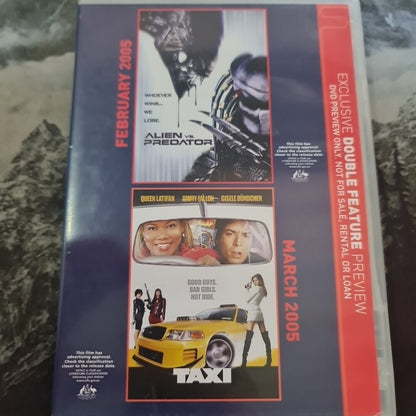 FEBRUARY 2005
WHOEVER
WINS...
WE
LOSE.
ALIEN VS.
PREDATOR
This film has
advertising approval.
Check the classification
closer to the release date.
EXCLUSIVE DOUBLE FEATURE PREVIEW
DVD PREVIEW ONLY. NOT FOR SALE, RENTAL OR LOAN
QUEEN LATIFAH JIMMY FALLON GISELE BÜNDCHEN
GOOD GUYS.
BAD GIRLS.
HOT RIDE.
TAXI
MARCH 2005
This film has
advertising approval.
Check the classification
closer to the release date.